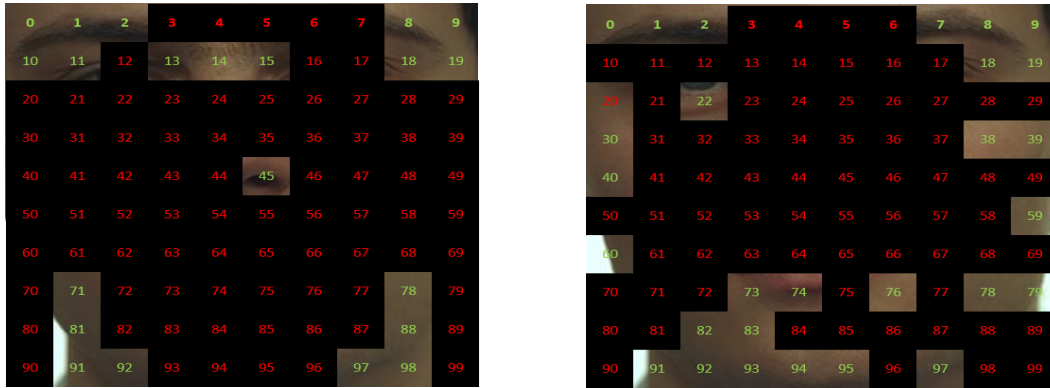 0 1 2 3 4 5 6 7 8 9
10 11 12 13 14 15 16 17 18 19
20 21 22 23 24 25 26 27 28 29
30 31 32 33 34 35 36 37 38 39
40 41 42 43 44 45 46 47 48 49
50 51 52 53 54 55 56 57 58 59
60 61 62 63 64 65 66 67 68 69
70 71 72 73 74 75 76 77 78 79
80 81 82 83 84 85 86 87 88 89
90 91 92 93 94 95 96 97 98 99
0 1 2 3 4 5 6 7 8 9
10 11 12 13 14 15 16 17 18 19
20 21 22 23 24 25 26 27 28 29
30 31 32 33 34 35 36 37 38 39
40 41 42 43 44 45 46 47 48 49
50 51 52 53 54 55 56 57 58 59
60 61 62 63 64 65 66 67 68 69
70 71 72 73 74 75 76 77 78 79
80 81 82 83 84 85 86 87 88 89
90 91 92 93 94 95 96 97 98 99